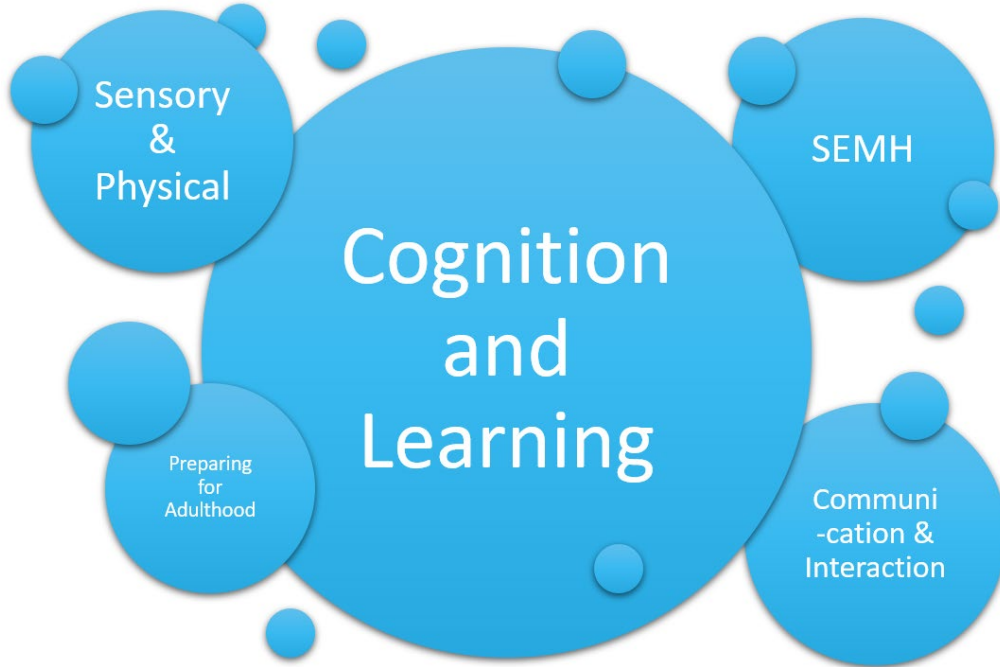 Sensory
&
Physical
SEMH
Cognition
and
Learning
Preparing
for
Adulthood
Communi
-cation &
Interaction